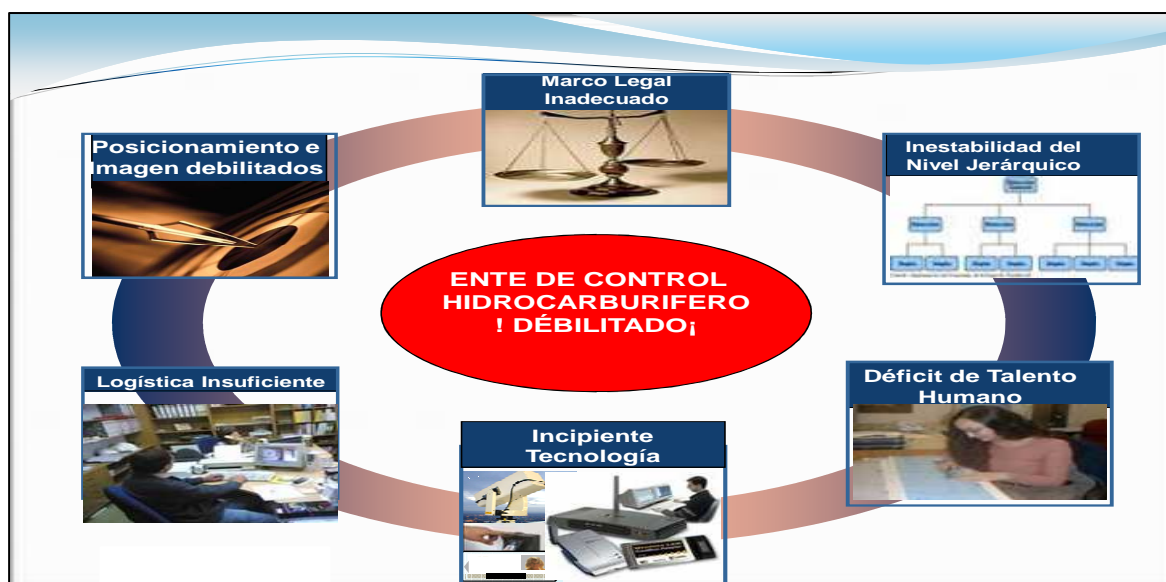 Marco Legal
Inadecuado
Posicionamiento e
Imagen debilitados
Inestabilidad del
Nivel Jerárquico
ENTE DE CONTROL
HIDROCARBURIFERO
! DÉBILITADO¡
Logística Insuficiente
Déficit de Talento
Humano
Incipiente
Tecnología